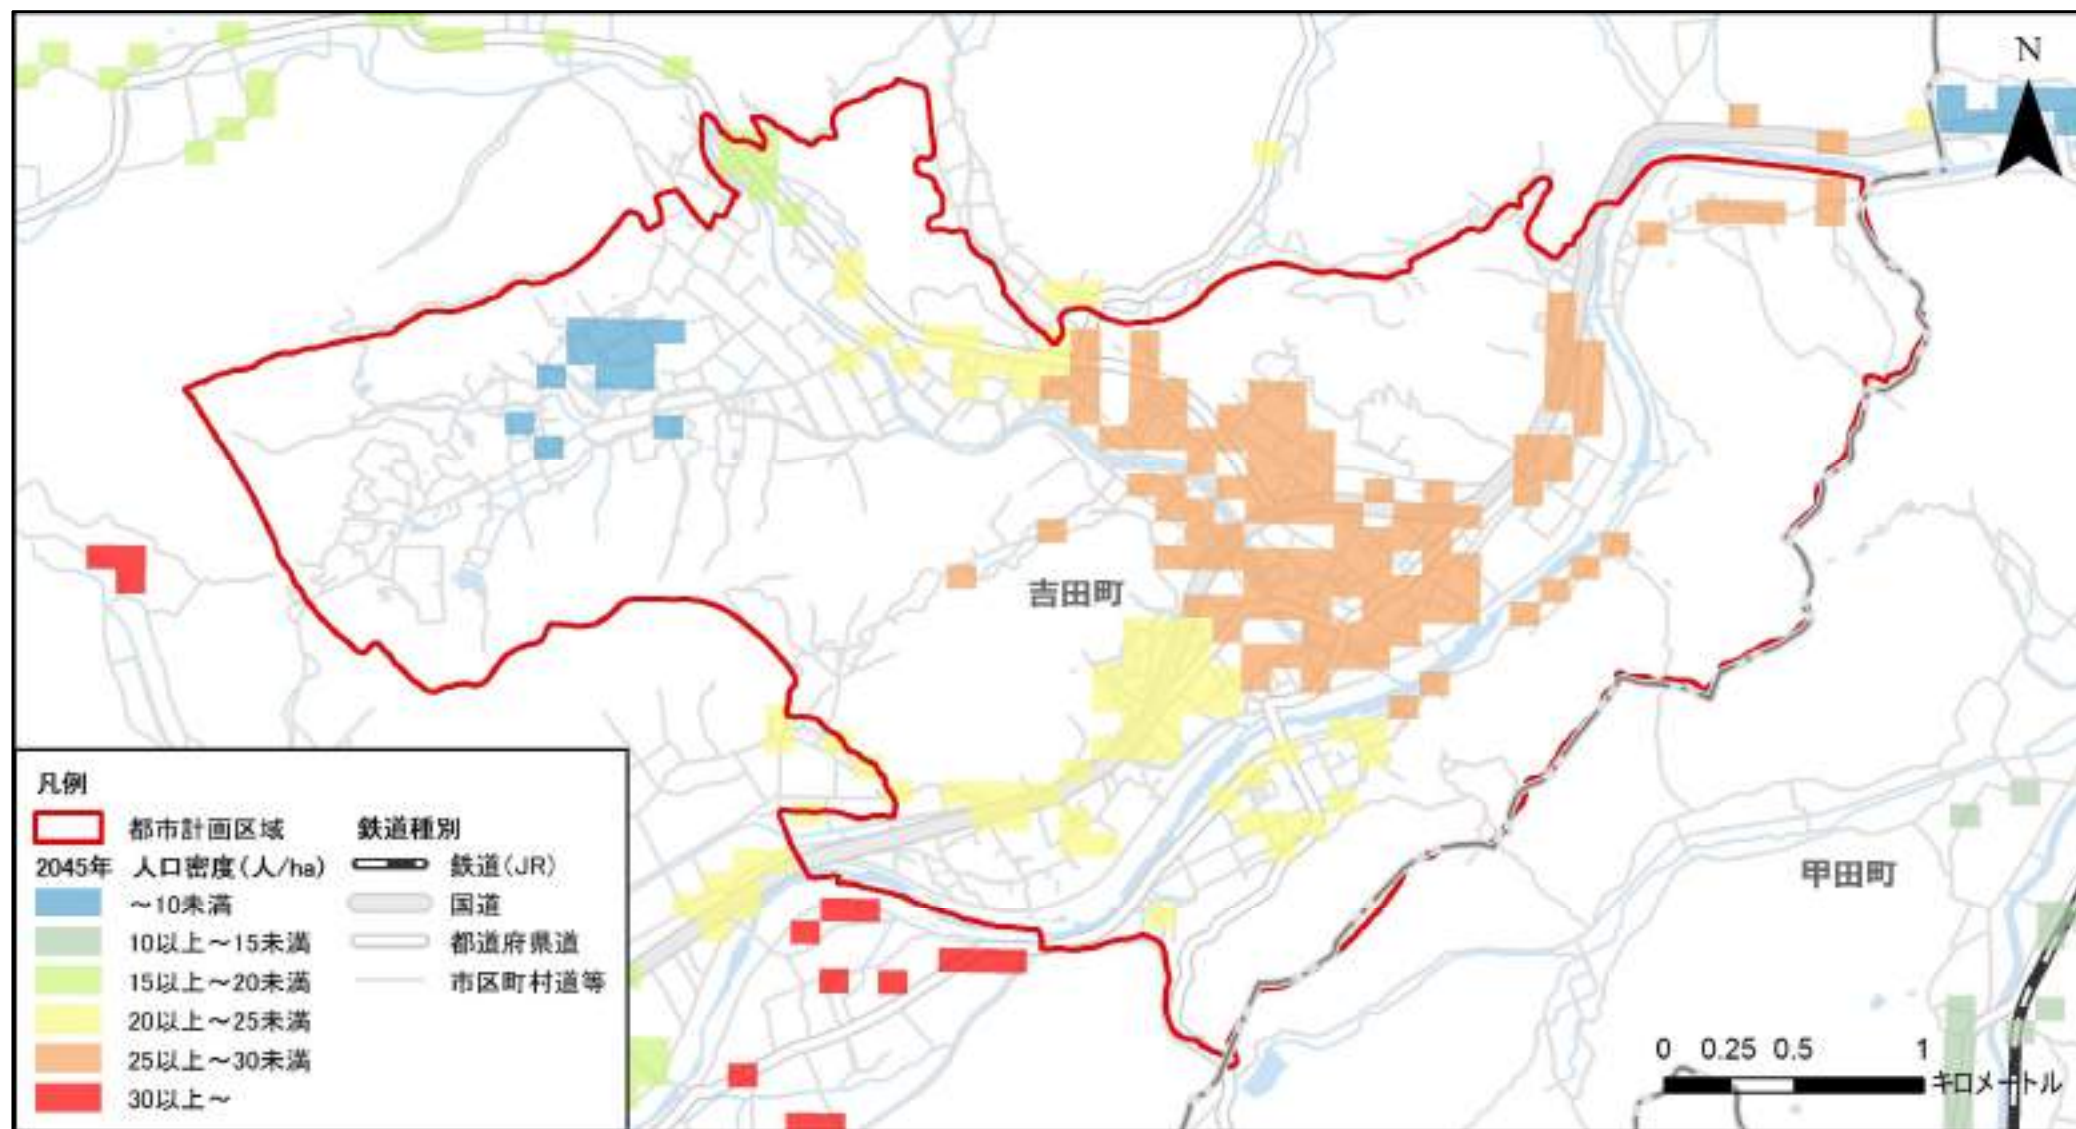 N
吉田町
甲田町
凡例
都市計画区域
2045年 人口密度(人/ha)
～10未満
10以上～15未満
15以上～20未満
20以上～25未満
25以上～30未満
30以上～
鉄道種別
鉄道(JR)
国道
都道府県道
市区町村道等
0 0.25 0.5 1
キロメートル